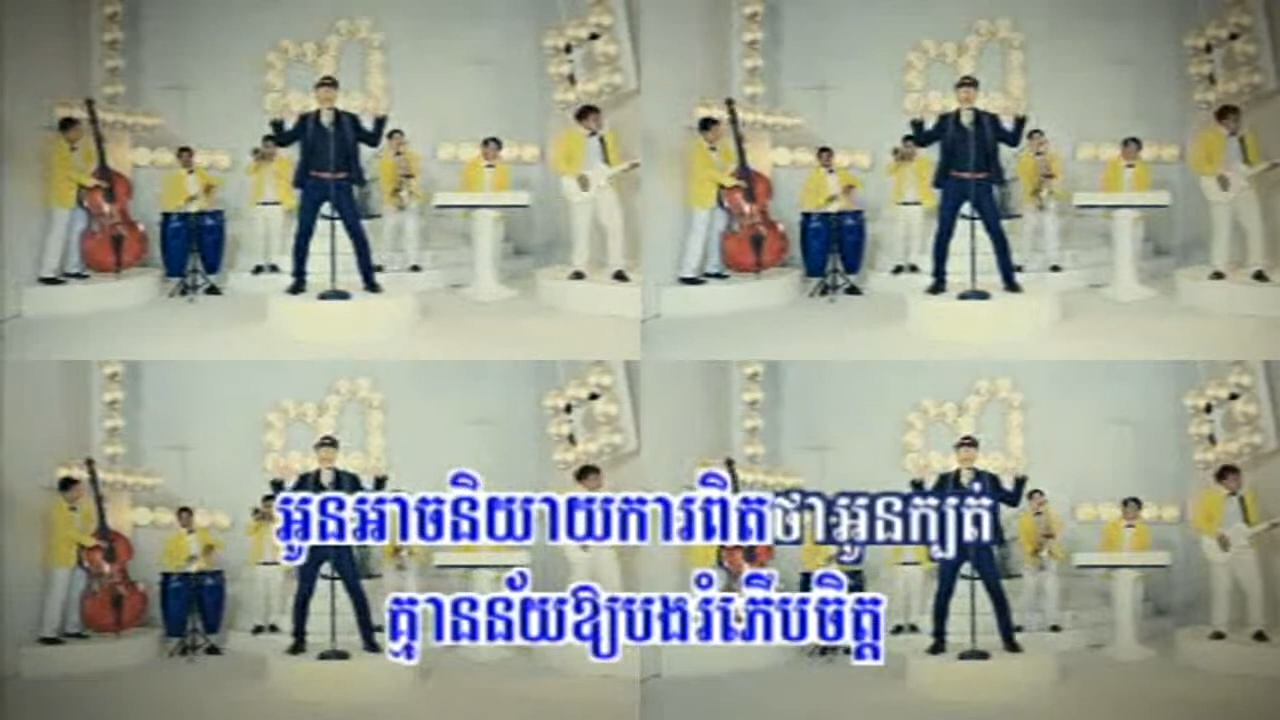 អូនអាចនិយាយការពិតថាអូនក្បត់
គ្មានន័យឱ្យបងរំភើបចិត្ត